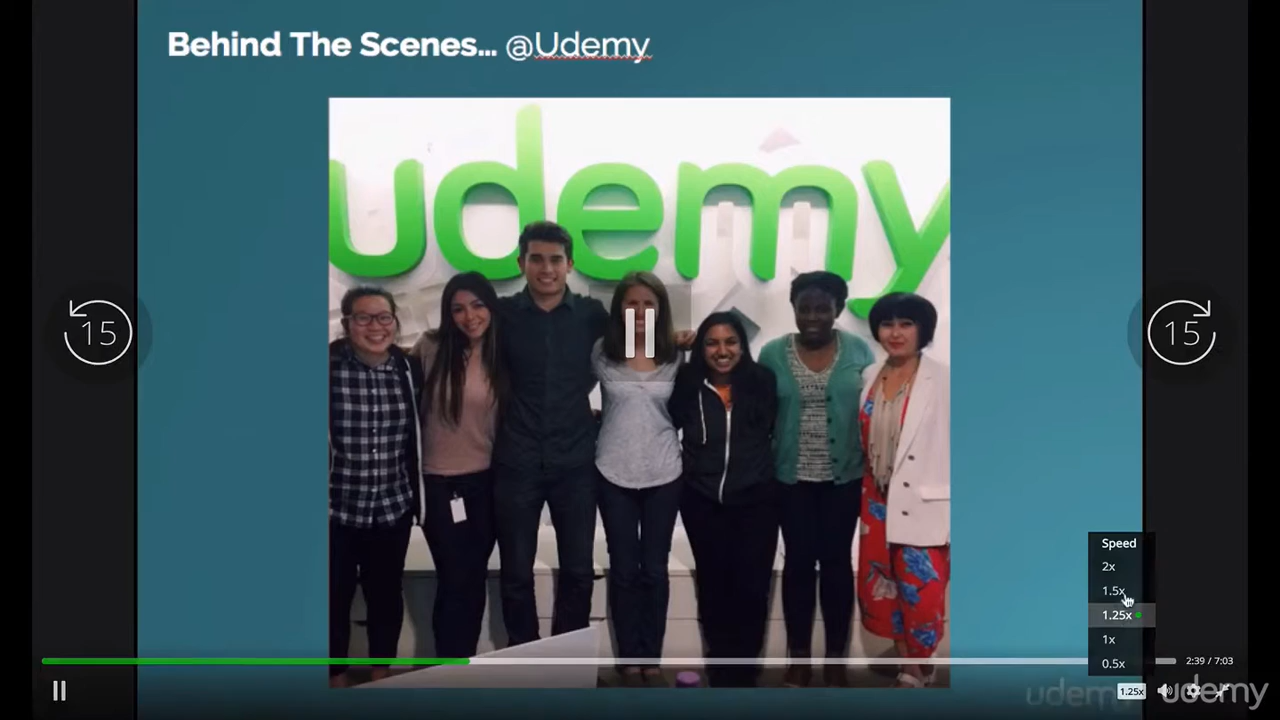 Behind The Scenes... @Udemy
udemy
15
15
Speed
2x
1.5x
1.25x
1x
0.5x
2:39 / 7:03
1.25x
udemy
udemy